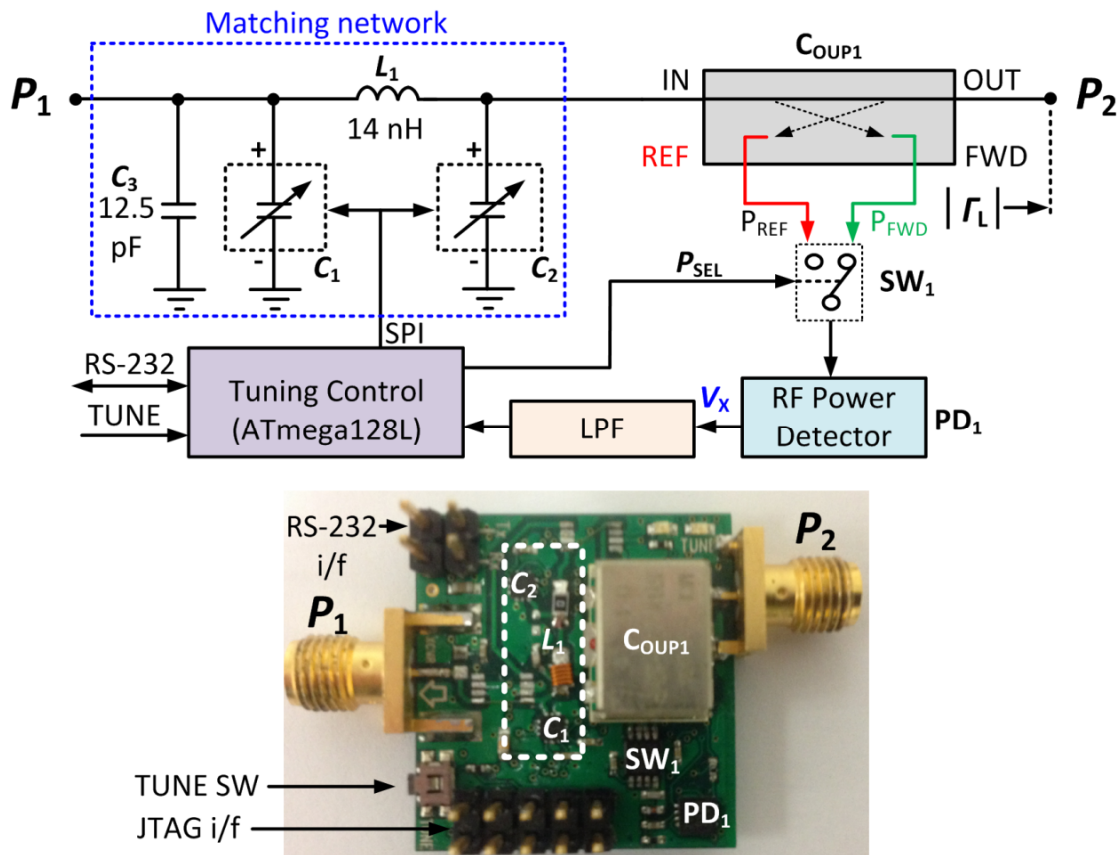 Matching network
P1
L1
14 nH
C3
12.5
pF
+
-
C1
+
-
C2
COUP1
IN
OUT
REF
FWD
P2
PREF
PFWD
|ΓL|
PSEL
SW1
SPI
RS-232
TUNE
Tuning Control
(ATmega128L)
LPF
VX
RF Power
Detector
PD1
RS-232
i/f
P1
C2
L1
C1
COUP1
TUNE
P2
SW1
PD1
TUNE SW
JTAG i/f